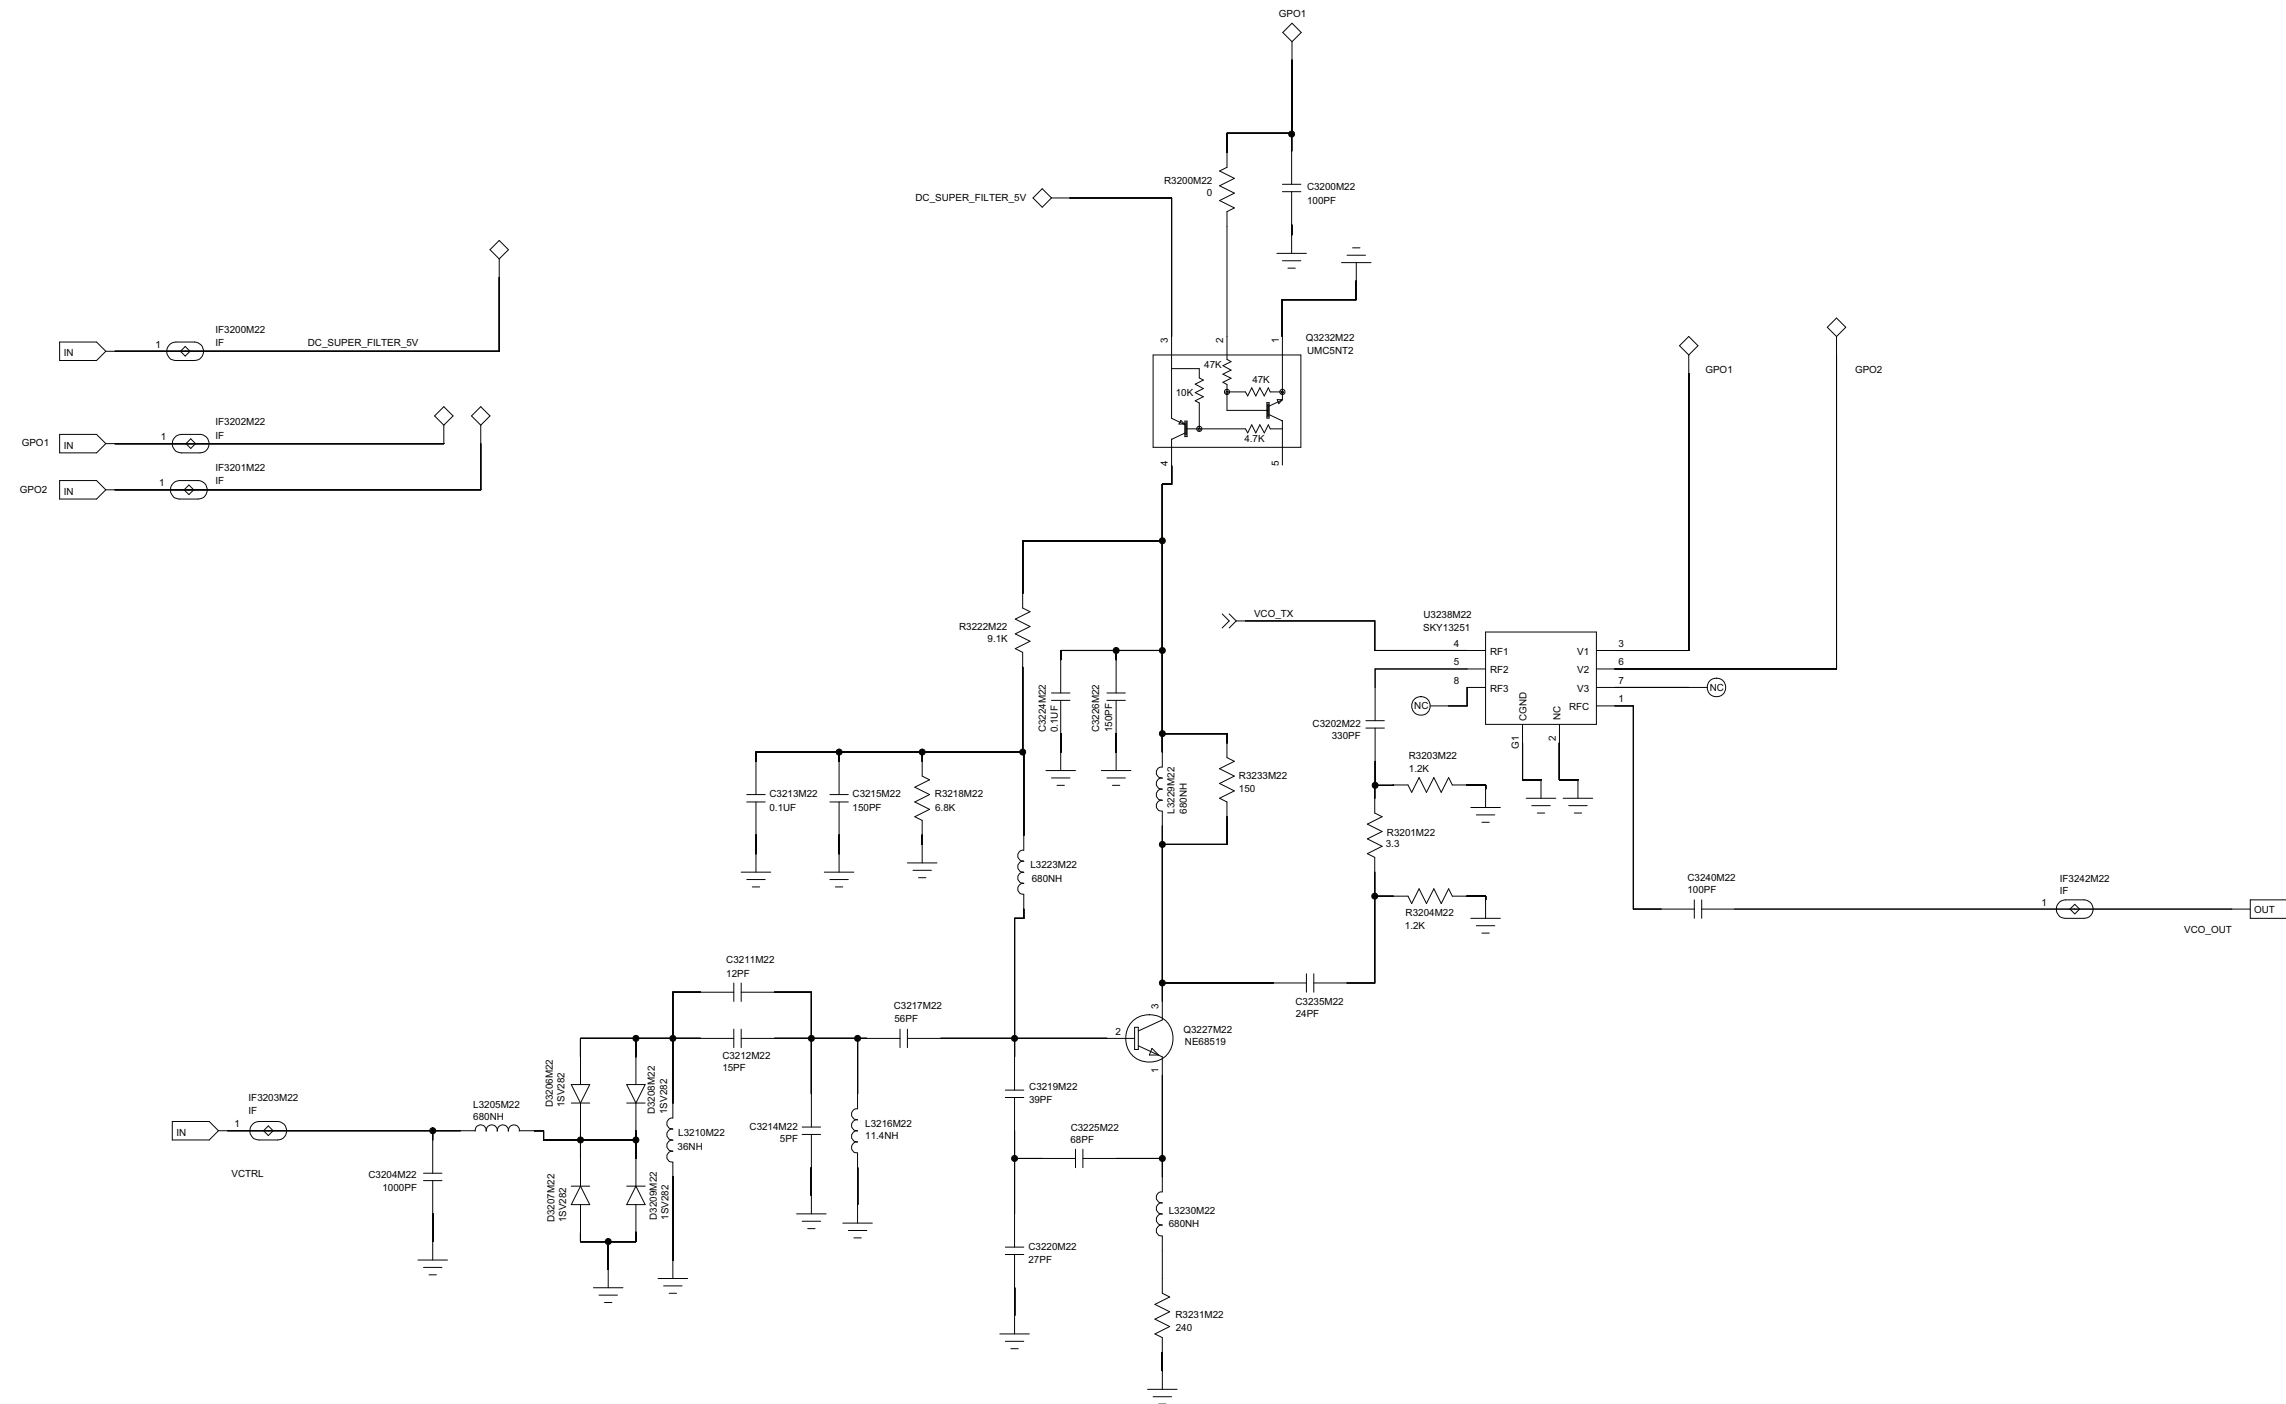 GPO1
R3200M22
0
C3200M22
100PF
DC_SUPER_FILTER_5V
IF3200M22
IF
IN
1
DC_SUPER_FILTER_5V
IF3202M22
IF
GPO1
IN
1
IF3201M22
IF
GPO2
IN
1
3
2
1
Q3232M22
UMC5NT2
47K
47K
10K
4.7K
4
5
GPO1
GPO2
R3222M22
9.1K
VCO_TX
U3238M22
SKY13251
4
RF1
V1
3
5
RF2
V2
6
8
RF3
V3
7
NC
NC
CGND
NC
RFC
1
G1
2
C3224M22
0.1UF
C3226M22
150PF
C3202M22
330PF
R3203M22
1.2K
L3229M22
680NH
R3233M22
150
C3213M22
0.1UF
C3215M22
150PF
R3218M22
6.8K
R3201M22
3.3
L3223M22
680NH
R3204M22
1.2K
C3240M22
100PF
IF3242M22
IF
1
OUT
VCO_OUT
C3211M22
12PF
C3217M22
56PF
C3212M22
15PF
C3235M22
24PF
3
2
Q3227M22
NE68519
1
D3206M22
1SV282
D3208M22
1SV282
IF3203M22
IF
IN
1
VCTRL
L3205M22
680NH
C3204M22
1000PF
D3207M22
1SV282
D3209M22
1SV282
L3210M22
36NH
C3214M22
5PF
L3216M22
11.4NH
C3219M22
39PF
C3225M22
68PF
C3220M22
27PF
L3230M22
680NH
R3231M22
240